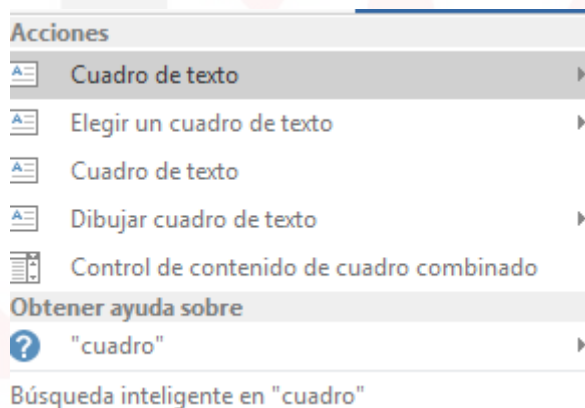 Acciones
Cuadro de texto
Elegir un cuadro de texto
Cuadro de texto
Dibujar cuadro de texto
Control de contenido de cuadro combinado
Obtener ayuda sobre
"cuadro"
Búsqueda inteligente en "cuadro"